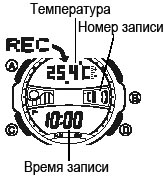 Температура
Номер записи
REC
25.4°C
A
B
10:00
C
D
Время записи